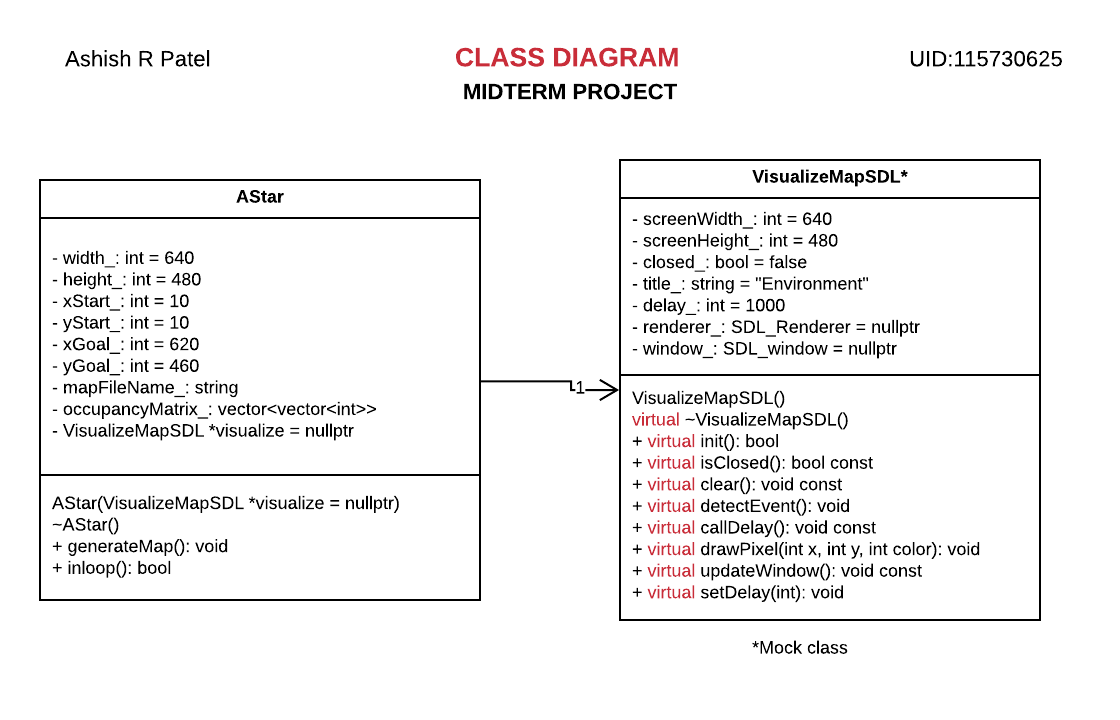 Ashish R Patel
CLASS DIAGRAM
UID:115730625
MIDTERM PROJECT
AStar
- width_: int = 640
- height_: int = 480
- xStart_: int = 10
- yStart_: int = 10
- xGoal_: int = 620
- yGoal_: int = 460
- mapFileName_: string
- occupancyMatrix_: vector<vector<int>>
- VisualizeMapSDL *visualize = nullptr
AStar(VisualizeMapSDL *visualize = nullptr)
~AStar()
+ generateMap(): void
+ inloop(): bool
1
VisualizeMapSDL*
- screenWidth_: int = 640
- screenHeight_: int = 480
- closed_: bool = false
- title_: string = "Environment"
- delay_: int = 1000
- renderer_: SDL_Renderer = nullptr
- window_: SDL_window = nullptr
VisualizeMapSDL()
virtual ~VisualizeMapSDL()
+ virtual init(): bool
+ virtual isClosed(): bool const
+ virtual clear(): void const
+ virtual detectEvent(): void
+ virtual callDelay(): void const
+ virtual drawPixel(int x, int y, int color): void
+ virtual updateWindow(): void const
+ virtual setDelay(int): void
*Mock class